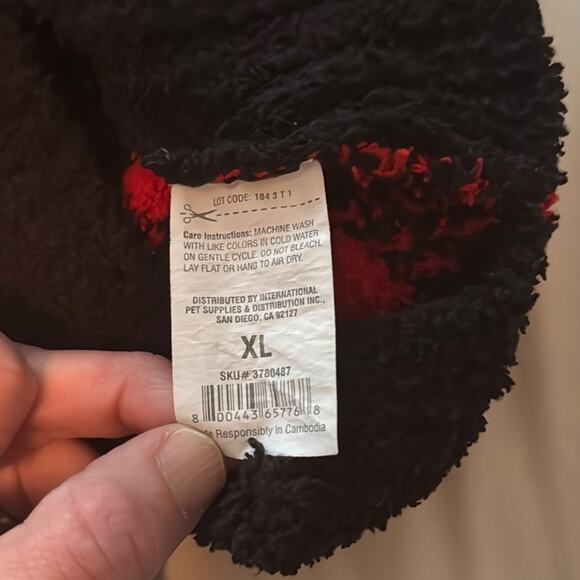 LOT CODE: 184 3 T 1
Care Instructions: MACHINE WASH
WITH LIKE COLORS IN COLD WATER
ON GENTLE CYCLE. DO NOT BLEACH.
LAY FLAT OR HANG TO AIR DRY.
DISTRIBUTED BY INTERNATIONAL
PET SUPPLIES & DISTRIBUTION INC.,
SAN DIEGO, CA 92127
XL
SKU# 3780487
8 00443 65776 8
Responsibly in Cambodia